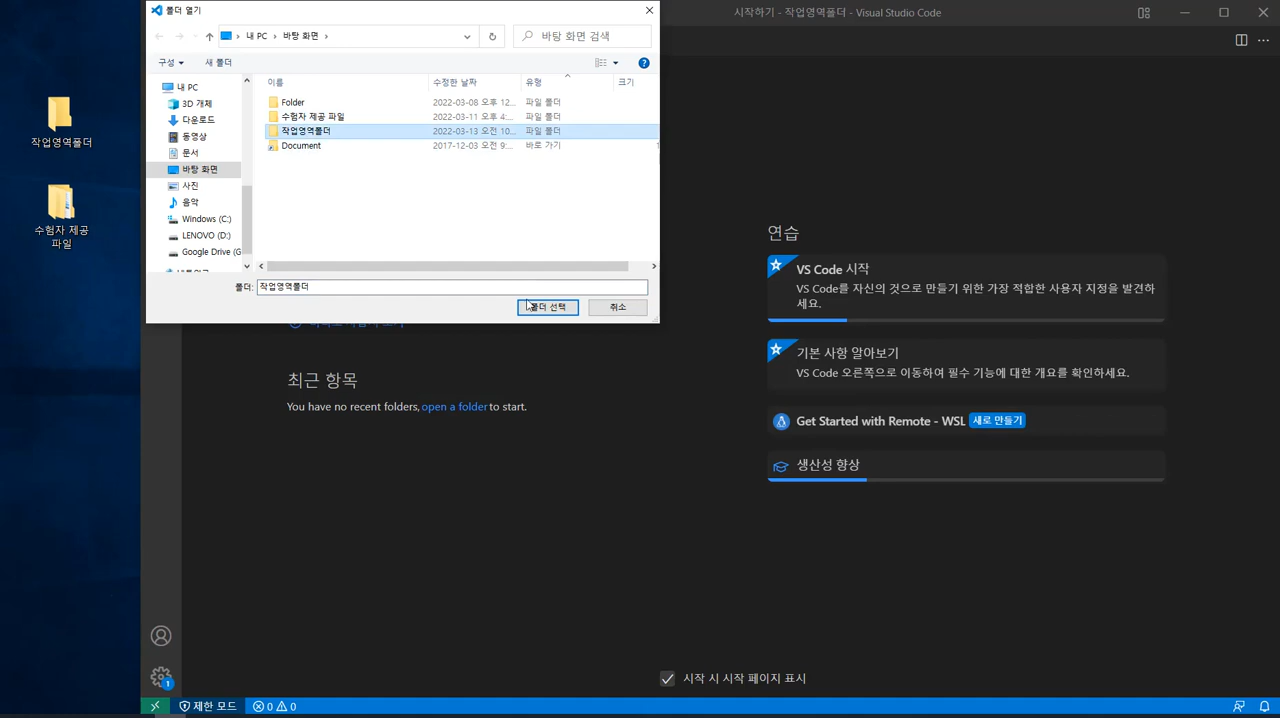 작업영역폴더
수험자 제공
파일
폴더 열기
내 PC
바탕 화면
바탕 화면 검색
구성
새 폴더
내 PC
3D 개체
다운로드
동영상
문서
바탕 화면
사진
음악
Windows (C:)
LENOVO (D:)
Google Drive (G
이름 수정한 날짜 유형 크기
Folder 2022-03-08 오후 12... 파일 폴더
수험자 제공 파일 2022-03-11 오후 4:... 파일 폴더
작업영역폴더 2022-03-13 오전 10... 파일 폴더
Document 2017-12-03 오전 9:... 바로 가기 1
폴더: 작업영역폴더
폴더 선택
취소
시작하기 - 작업영역폴더 - Visual Studio Code
최근 항목
You have no recent folders, open a folder to start.
연습
VS Code 시작
VS Code를 자신의 것으로 만들기 위한 가장 적합한 사용자 지정을 발견하
세요.
기본 사항 알아보기
VS Code 오른쪽으로 이동하여 필수 기능에 대한 개요를 확인하세요.
Get Started with Remote - WSL 새로 만들기
생산성 향상
시작 시 시작 페이지 표시
1
제한 모드
0 0